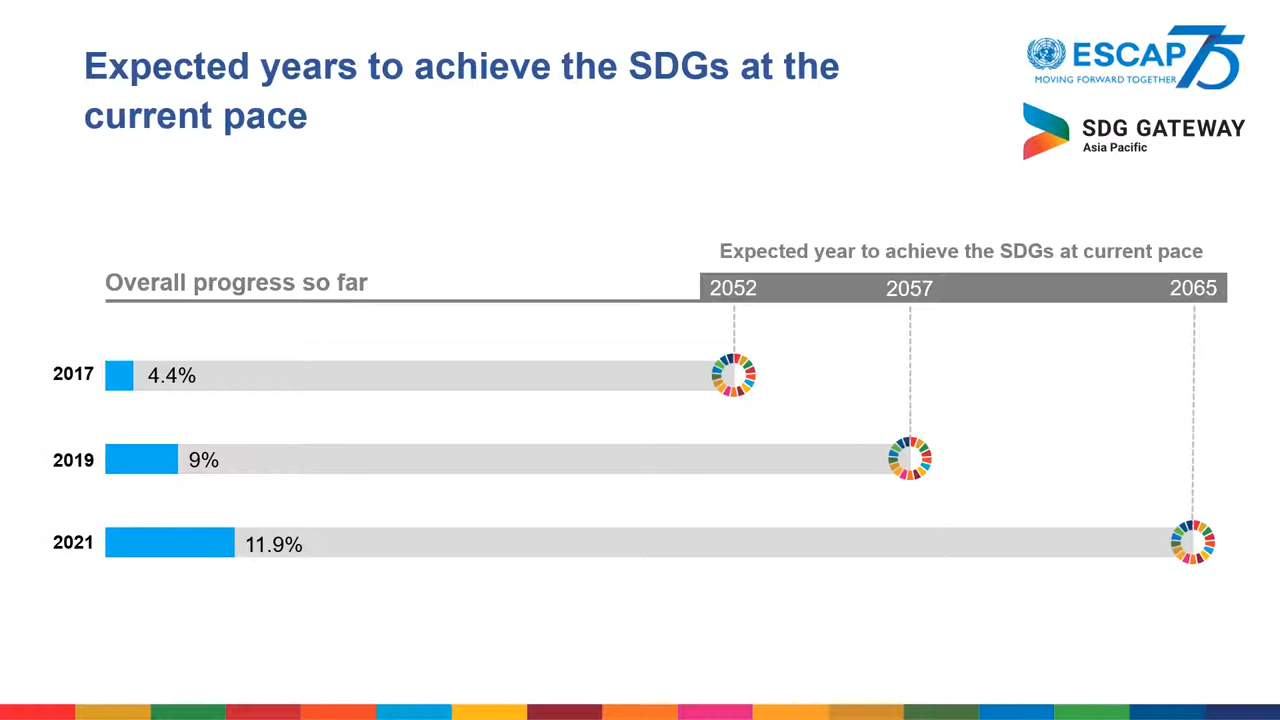 Expected years to achieve the SDGs at the
current pace
ESCAP 75
MOVING FORWARD TOGETHER
SDG GATEWAY
Asia Pacific
Expected year to achieve the SDGs at current pace
Overall progress so far
2052 2057 2065
2017 4.4%
2019 9%
2021 11.9%